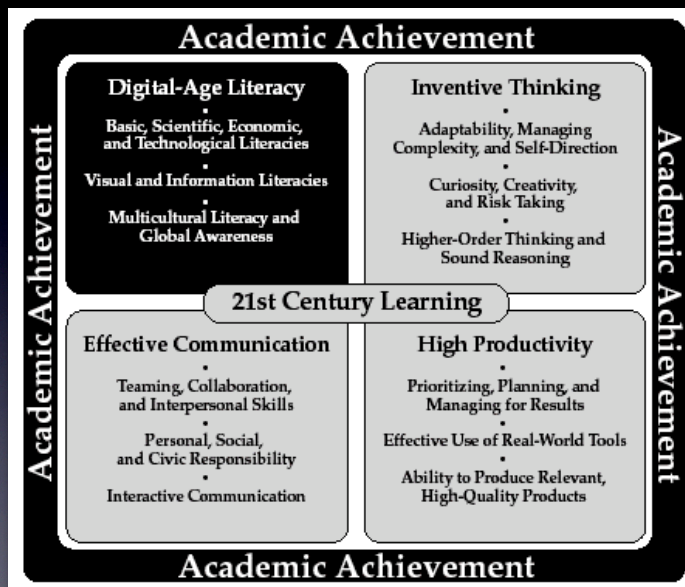 Academic Achievement
Academic Achievement
Digital-Age Literacy
•
Basic, Scientific, Economic,
and Technological Literacies
•
Visual and Information Literacies
•
Multicultural Literacy and
Global Awareness
Inventive Thinking
•
Adaptability, Managing
Complexity, and Self-Direction
•
Curiosity, Creativity,
and Risk Taking
•
Higher-Order Thinking and
Sound Reasoning
Academic Achievement
21st Century Learning
Effective Communication
•
Teaming, Collaboration,
and Interpersonal Skills
•
Personal, Social,
and Civic Responsibility
•
Interactive Communication
High Productivity
•
Prioritizing, Planning, and
Managing for Results
•
Effective Use of Real-World Tools
•
Ability to Produce Relevant,
High-Quality Products
Academic Achievement